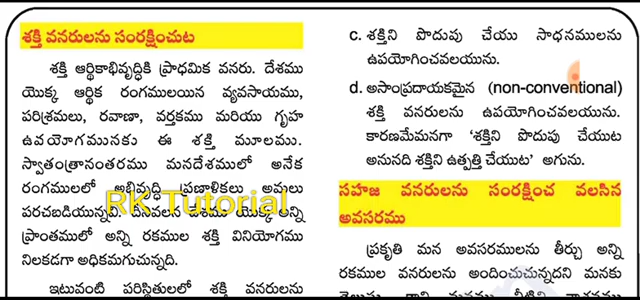 శక్తి వనరులను సంరక్షించుట
శక్తి ఆర్థికాభివృద్ధికి ప్రాధమిక వనరు. దేశము
యొక్క ఆర్థిక రంగములయిన వ్యవసాయము,
పరిశ్రమలు, రవాణా, వర్తకము మరియు గృహ
ఉపయోగమునకు ఈ శక్తి మూలము.
స్వాతంత్రానంతరము మనదేశములో అనేక
రంగములలో అభివృద్ధి ప్రణాళికలు అమలు
పరచబడియున్నవి. దీనివలన దేశము యొక్క అన్ని
RK Tutorial
ప్రాంతములో అన్ని రకముల శక్తి వినియోగము
నిలకడగా అధికమగుచున్నది.
ఇటువంటి పరిస్థితులలో శక్తి వనరులను
c. శక్తిని పొదుపు చేయు సాధనములను
ఉపయోగించవలయును.
d. అసాంప్రదాయకమైన (non-conventional)
శక్తి వనరులను ఉపయోగించవలయును.
కారణమేమనగా 'శక్తిని పొదుపు చేయుట
అనునది శక్తిని ఉత్పత్తి చేయుట' అగును.
సహజ వనరులను సంరక్షించ వలసిన
అవసరము
ప్రకృతి మన అవసరములను తీర్చు అన్ని
రకముల వనరులను అందించుచున్నదని మనకు